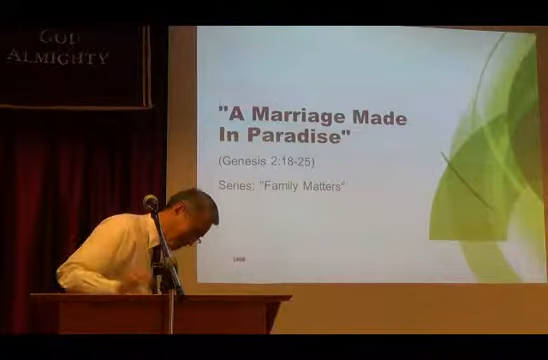 GOD
ALMIGHTY
"A Marriage Made
In Paradise"
(Genesis 2:18-25)
Series: "Family Matters"